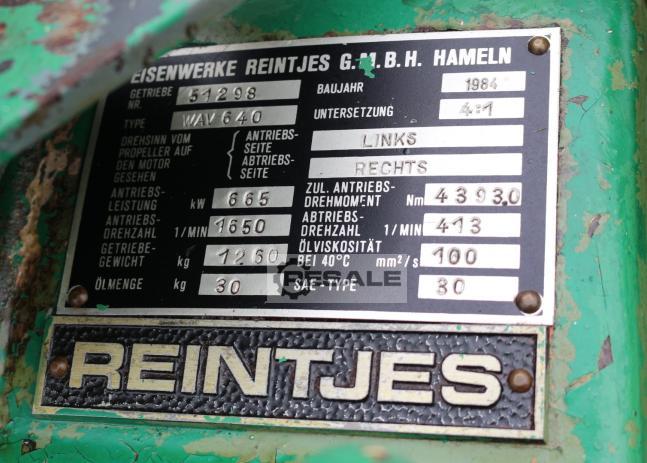 EISENWERKE REINTJES G.M.B.H. HAMELN
GETRIEBE NR. 51298 BAUJAHR 1984
TYPE WAV 640 UNTERSETZUNG 4:1
DREHSINN VOM PROPELLER AUF DEN MOTOR GESEHEN
ANTRIEBS-SEITE LINKS
ABTRIEBS-SEITE RECHTS
ANTRIEBS-LEISTUNG kW 665 ZUL. ANTRIEBS-DREHMOMENT Nm 4393,0
ANTRIEBS-DREHZAHL 1/MIN 1650 ABTRIEBS-DREHZAHL 1/MIN 413
GETRIEBE-GEWICHT kg 1260 ÖLVISKOSITÄT BEI 40°C mm²/s 100
ÖLMENGE kg 30 SAE-TYPE 30
RESALE
REINTJES